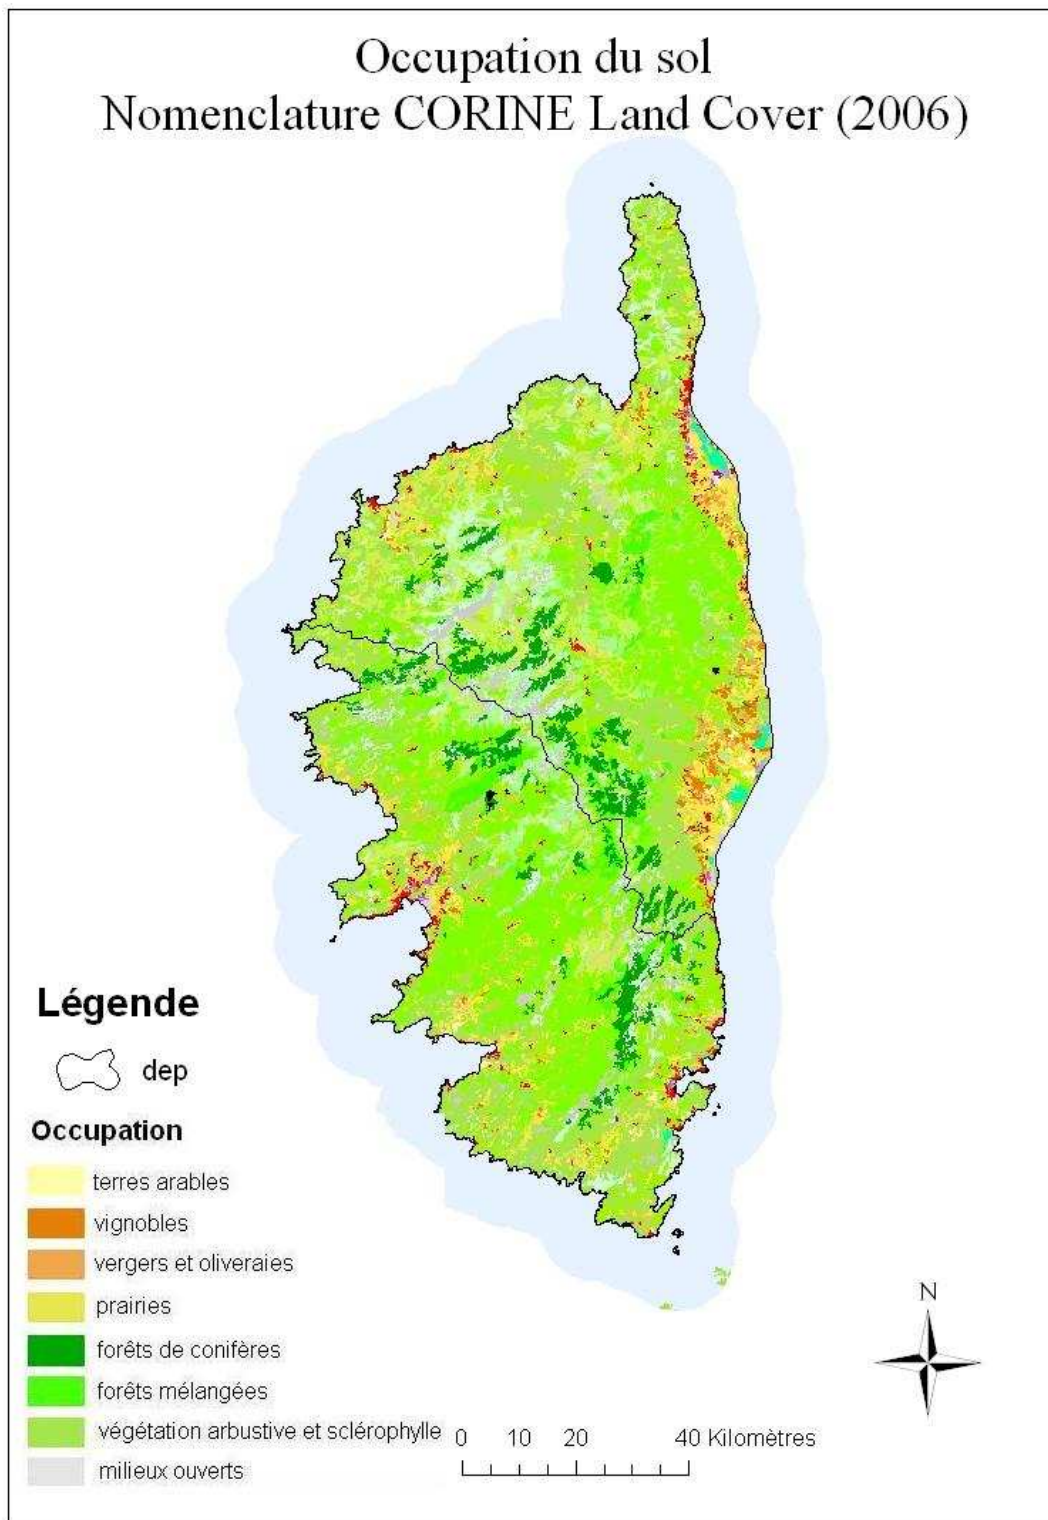 Occupation du sol
Nomenclature CORINE Land Cover (2006)
Légende
dep
Occupation
terres arables
vignobles
vergers et oliveraies
prairies
forêts de conifères
forêts mélangées
végétation arbustive et sclérophylle
milieux ouverts
0 10 20 40 Kilomètres
N